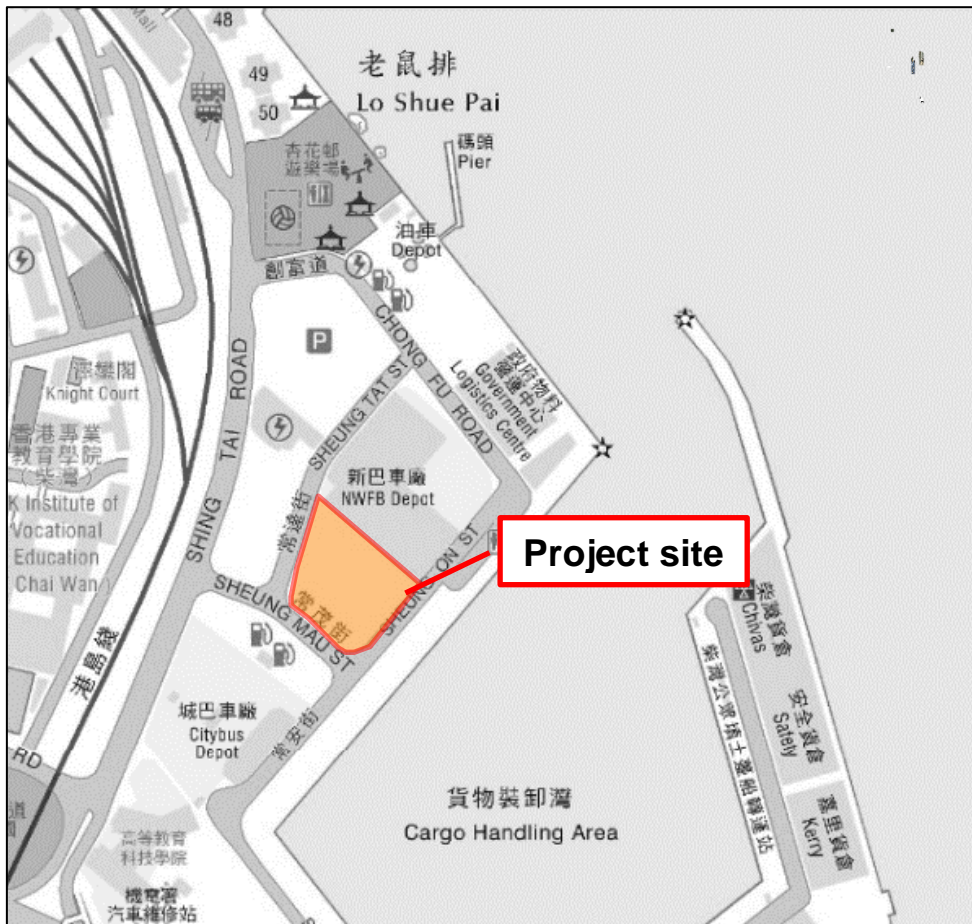 Mall
48
49
50
老鼠排
Lo Shue Pai
碼頭
Pier
杏花邨
遊樂場
油庫
Depot
創富道
CHONG FU ROAD
P
SHEUNG TAT ST
常達街
政府物料
營運中心
Government
Logistics Centre
SHING TAI ROAD
Knight Court
香港專業
教育學院
(柴灣)
K Institute of
Vocational
Education
Chai Wan)
新巴車廠
NWFB Depot
SHEUNG ON ST
Project site
常茂街
SHEUNG MAU ST
港島綫
城巴車廠
Citybus
Depot
常安街
RD
道
高等教育
科技學院
機電署
汽車維修站
貨物裝卸灣
Cargo Handling Area
柴灣貨倉
Chivas
安全貨倉
Safety
嘉里貨倉
Kerry
柴灣公眾填土躉船轉運站